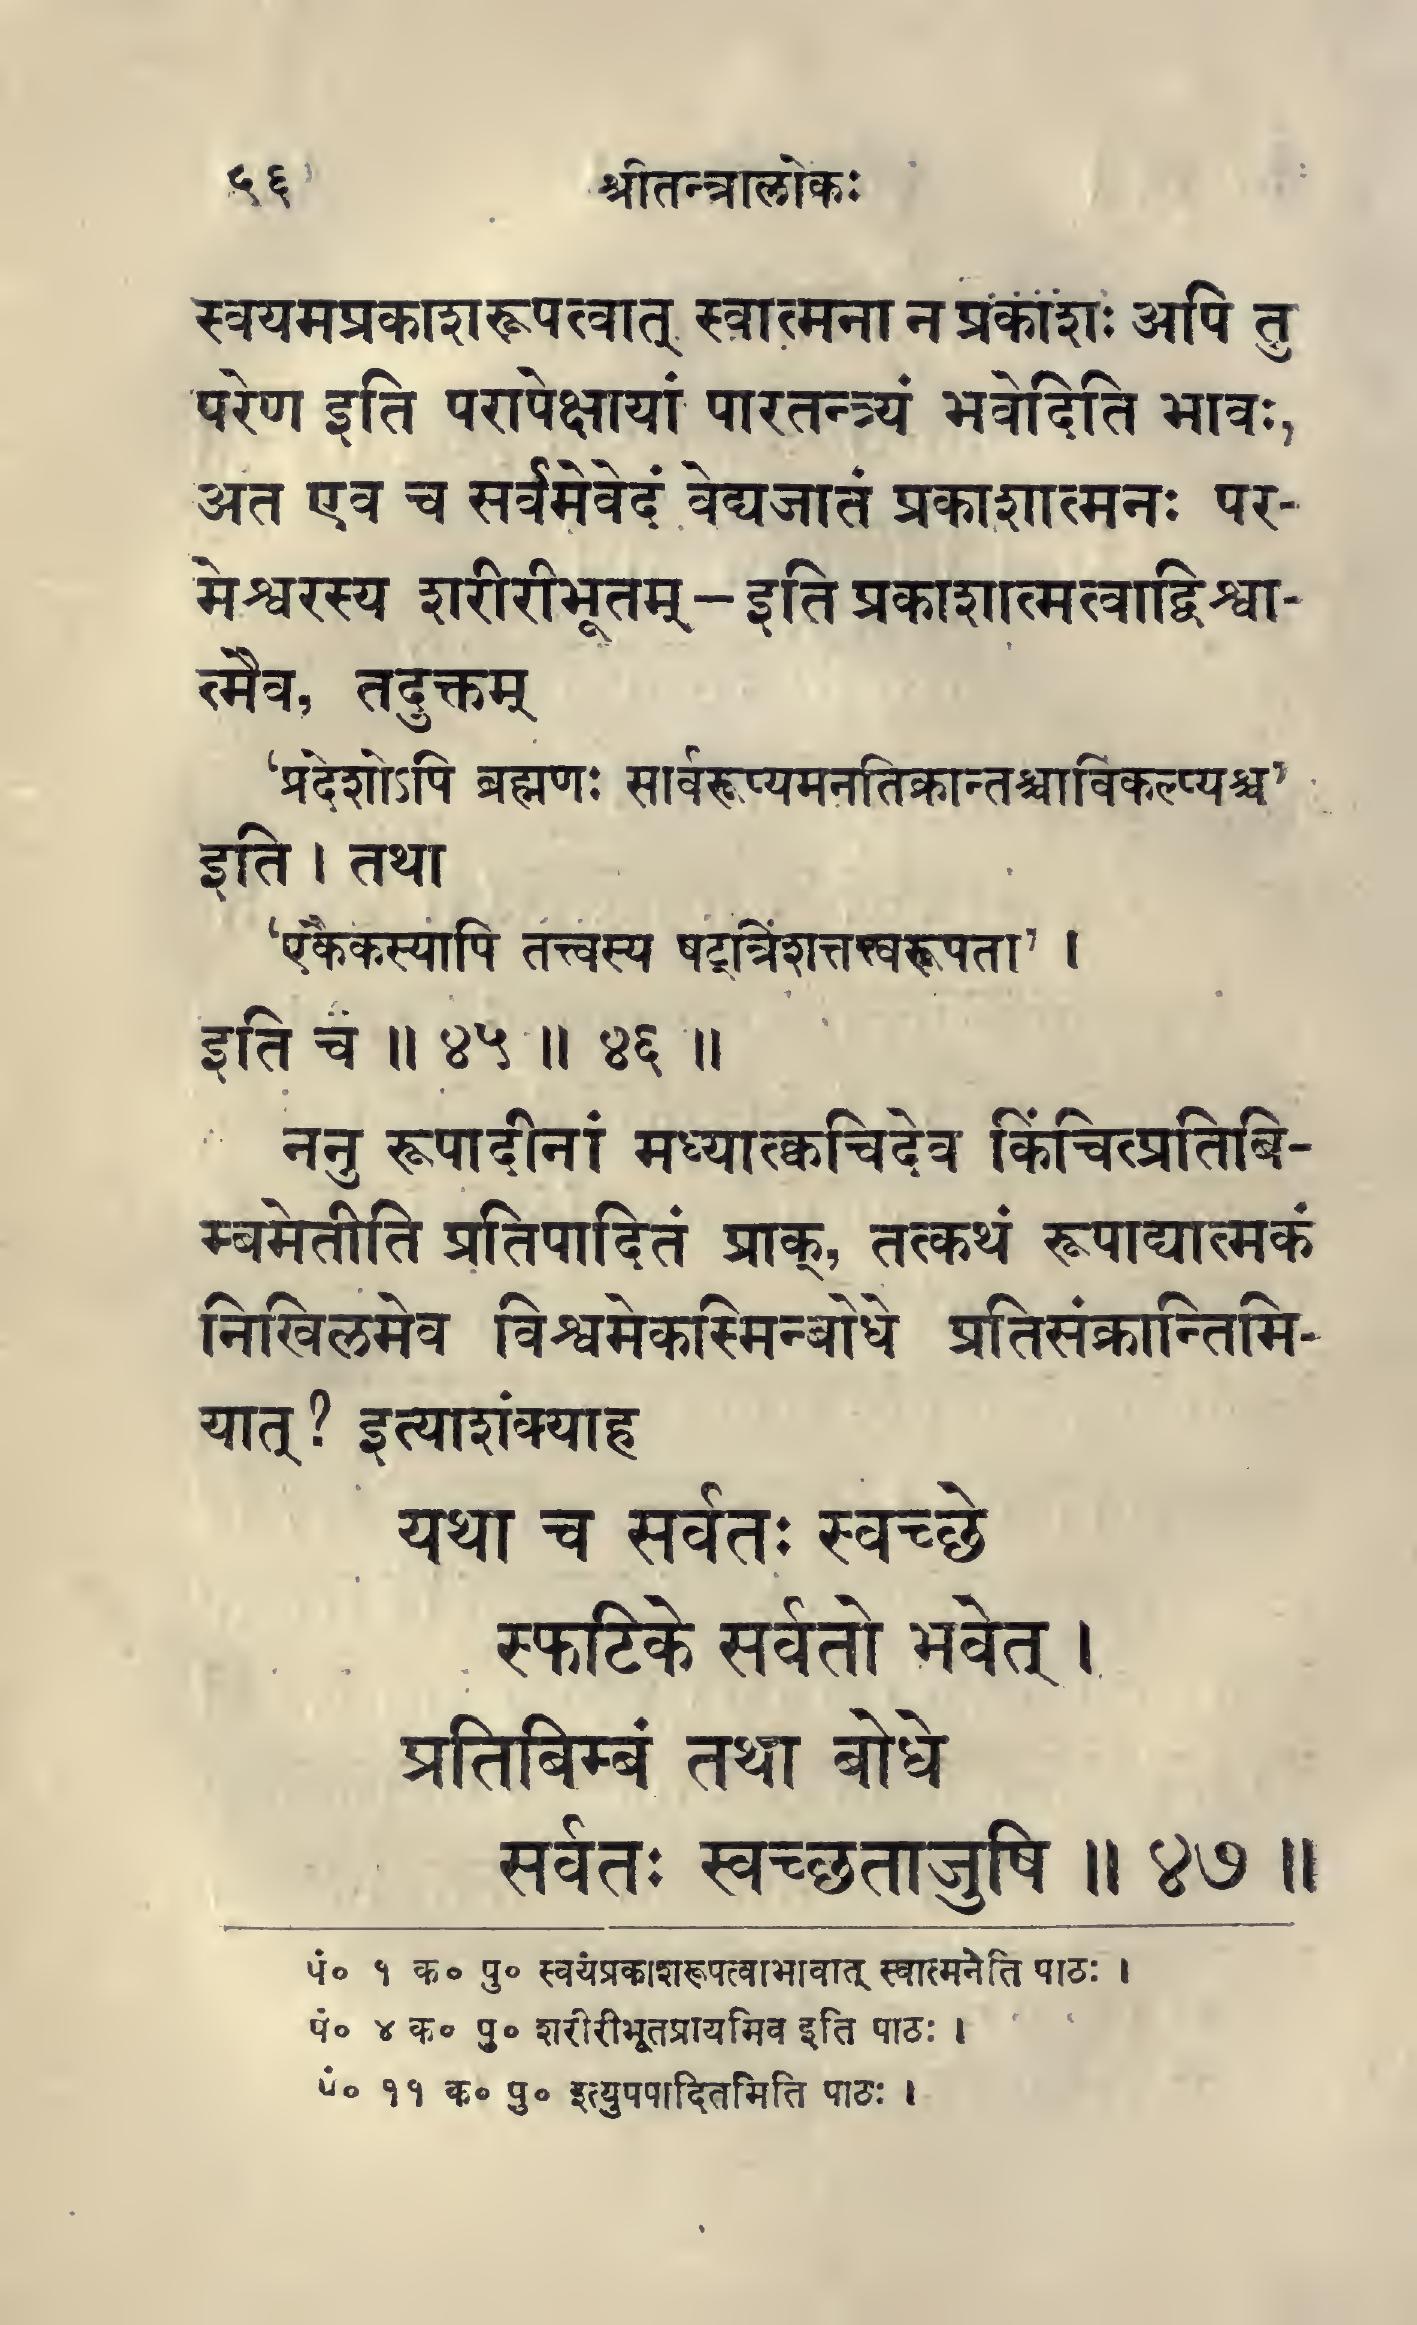 ५६ श्रीतन्त्रालोकः
स्वयमप्रकाशरूपत्वात् स्वात्मना न प्रकाशः अपि तु
परेण इति परापेक्षायां पारतन्त्र्यं भवेदिति भावः,
अत एव च सर्वमेवेदं वेद्यजातं प्रकाशात्मनः पर-
मेश्वरस्य शरीरीभूतम्—इति प्रकाशात्मत्वाद्विश्वा-
त्मैव, तदुक्तम्
‘प्रदेशोऽपि ब्रह्मणः सार्वरूप्यमनतिक्रान्तश्चाविकल्प्यश्च’
इति । तथा
‘एकैकस्यापि तत्त्वस्य षट्त्रिंशत्तत्त्वरूपता’ ।
इति च ॥ ४५ ॥ ४६ ॥
ननु रूपादीनां मध्यात्क्वचिदेव किंचित्प्रतिबि-
म्बमेतीति प्रतिपादितं प्राक्, तत्कथं रूपाद्यात्मकं
निखिलमेव विश्वमेकस्मिन्बोधे प्रतिसंक्रान्तिमि-
यात्? इत्याशंक्याह
यथा च सर्वतः स्वच्छे
स्फटिके सर्वतो भवेत् ।
प्रतिबिम्बं तथा बोधे
सर्वतः स्वच्छताजुषि ॥ ४७ ॥
पं० १ क० पु० स्वयंप्रकाशरूपत्वाभावात् स्वात्मनेति पाठः ।
पं० ४ क० पु० शरीरीभूतप्रायमिव इति पाठः ।
पं० ११ क० पु० इत्युपपादितमिति पाठः ।